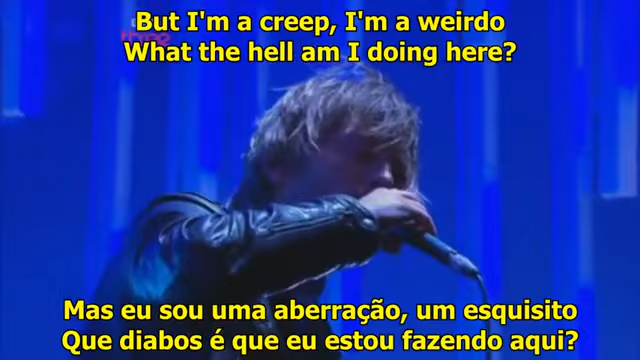 But I'm a creep, I'm a weirdo
What the hell am I doing here?
Mas eu sou uma aberração, um esquisito
Que diabos é que eu estou fazendo aqui?